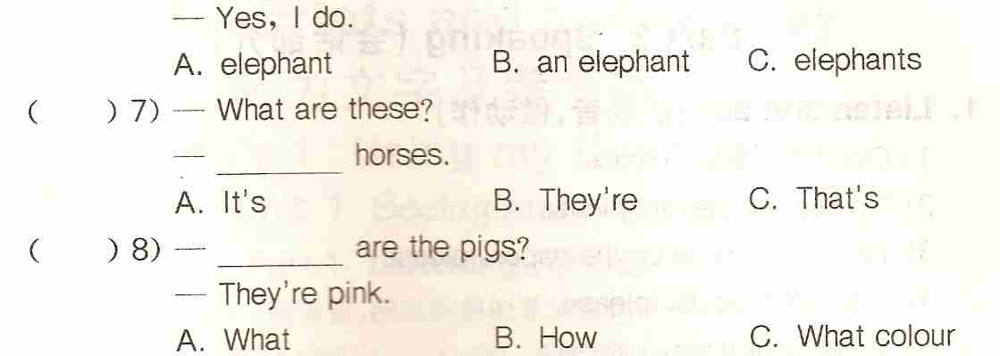 — Yes, I do.
A. elephant B. an elephant C. elephants
( ) 7) — What are these?
— ________ horses.
A. It's B. They're C. That's
( ) 8) — ________ are the pigs?
— They're pink.
A. What B. How C. What colour